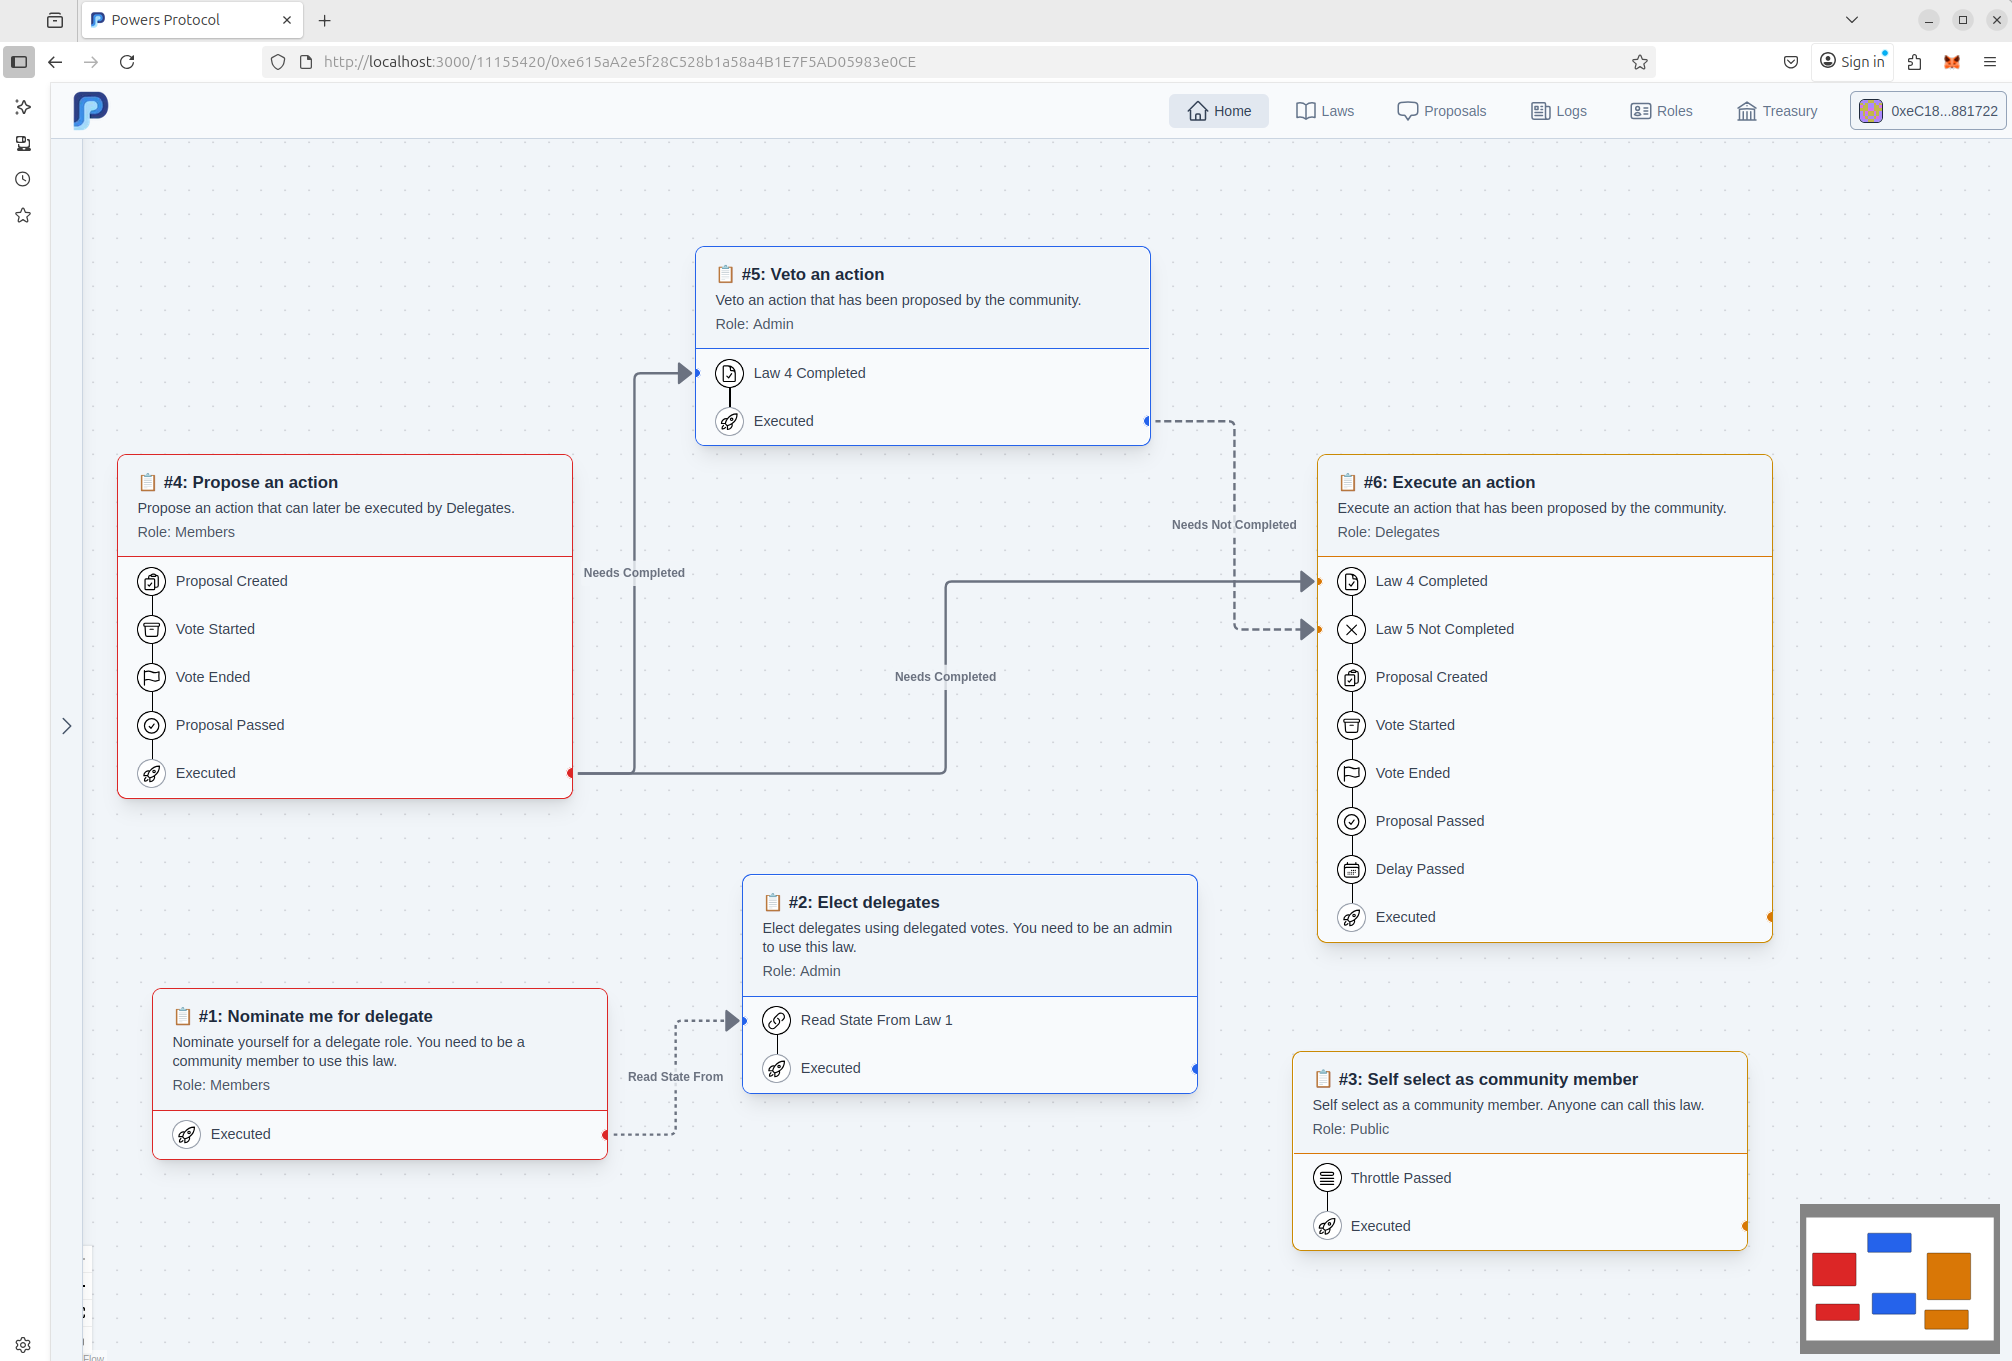 Powers Protocol
http://localhost:3000/11155420/0xe615aA2e5f28C528b1a58a4B1E7F5AD05983e0CE
Sign in
Home
Laws
Proposals
Logs
Roles
Treasury
0xeC18...881722
#5: Veto an action
Veto an action that has been proposed by the community.
Role: Admin
Law 4 Completed
Executed
#4: Propose an action
Propose an action that can later be executed by Delegates.
Role: Members
Proposal Created
Vote Started
Vote Ended
Proposal Passed
Executed
Needs Completed
Needs Completed
Needs Not Completed
#6: Execute an action
Execute an action that has been proposed by the community.
Role: Delegates
Law 4 Completed
Law 5 Not Completed
Proposal Created
Vote Started
Vote Ended
Proposal Passed
Delay Passed
Executed
#2: Elect delegates
Elect delegates using delegated votes. You need to be an admin
to use this law.
Role: Admin
Read State From Law 1
Executed
#1: Nominate me for delegate
Nominate yourself for a delegate role. You need to be a
community member to use this law.
Role: Members
Executed
Read State From
#3: Self select as community member
Self select as a community member. Anyone can call this law.
Role: Public
Throttle Passed
Executed
Flow